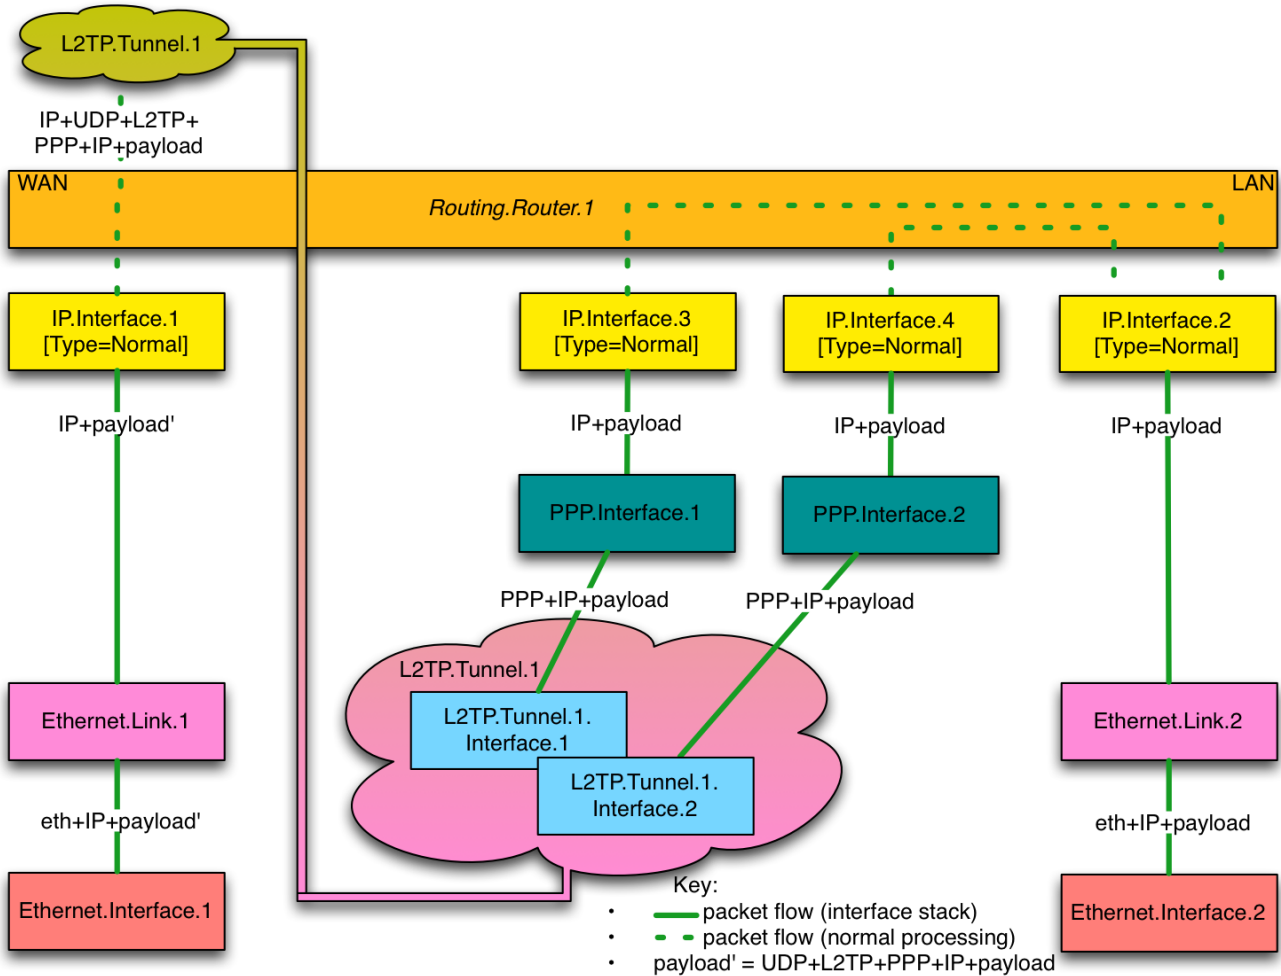 L2TP.Tunnel.1
IP+UDP+L2TP+
PPP+IP+payload
WAN
LAN
Routing.Router.1
IP.Interface.1
[Type=Normal]
IP.Interface.3
[Type=Normal]
IP.Interface.4
[Type=Normal]
IP.Interface.2
[Type=Normal]
IP+payload'
IP+payload
IP+payload
IP+payload
PPP.Interface.1
PPP.Interface.2
PPP+IP+payload
PPP+IP+payload
L2TP.Tunnel.1
L2TP.Tunnel.1.
Interface.1
L2TP.Tunnel.1.
Interface.2
Ethernet.Link.1
Ethernet.Link.2
eth+IP+payload'
eth+IP+payload
Ethernet.Interface.1
Ethernet.Interface.2
Key:
• packet flow (interface stack)
• packet flow (normal processing)
• payload' = UDP+L2TP+PPP+IP+payload